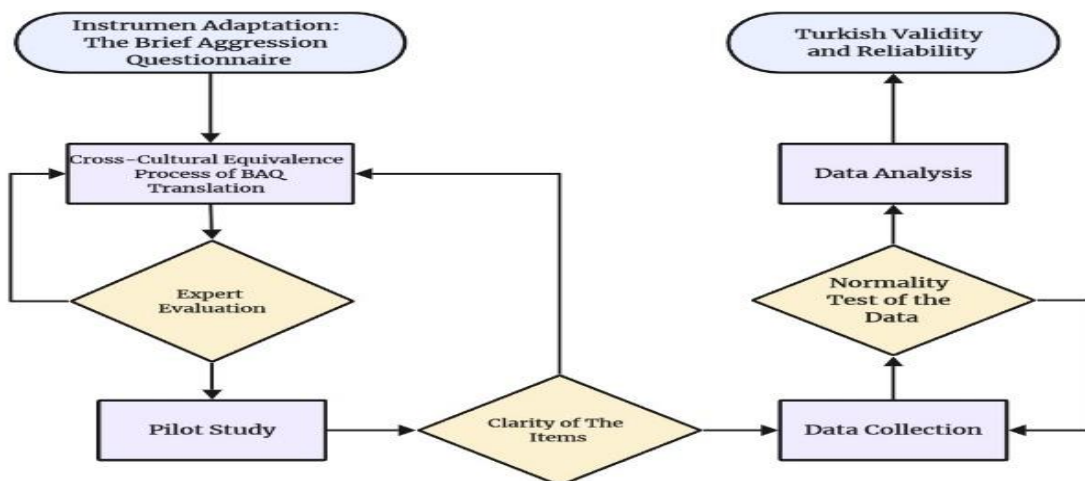 Instrumen Adaptation:
The Brief Aggression
Questionnaire
Cross-Cultural Equivalence
Process of BAQ
Translation
Expert
Evaluation
Pilot Study
Clarity of The
Items
Data Collection
Normality
Test of the
Data
Data Analysis
Turkish Validity
and Reliability